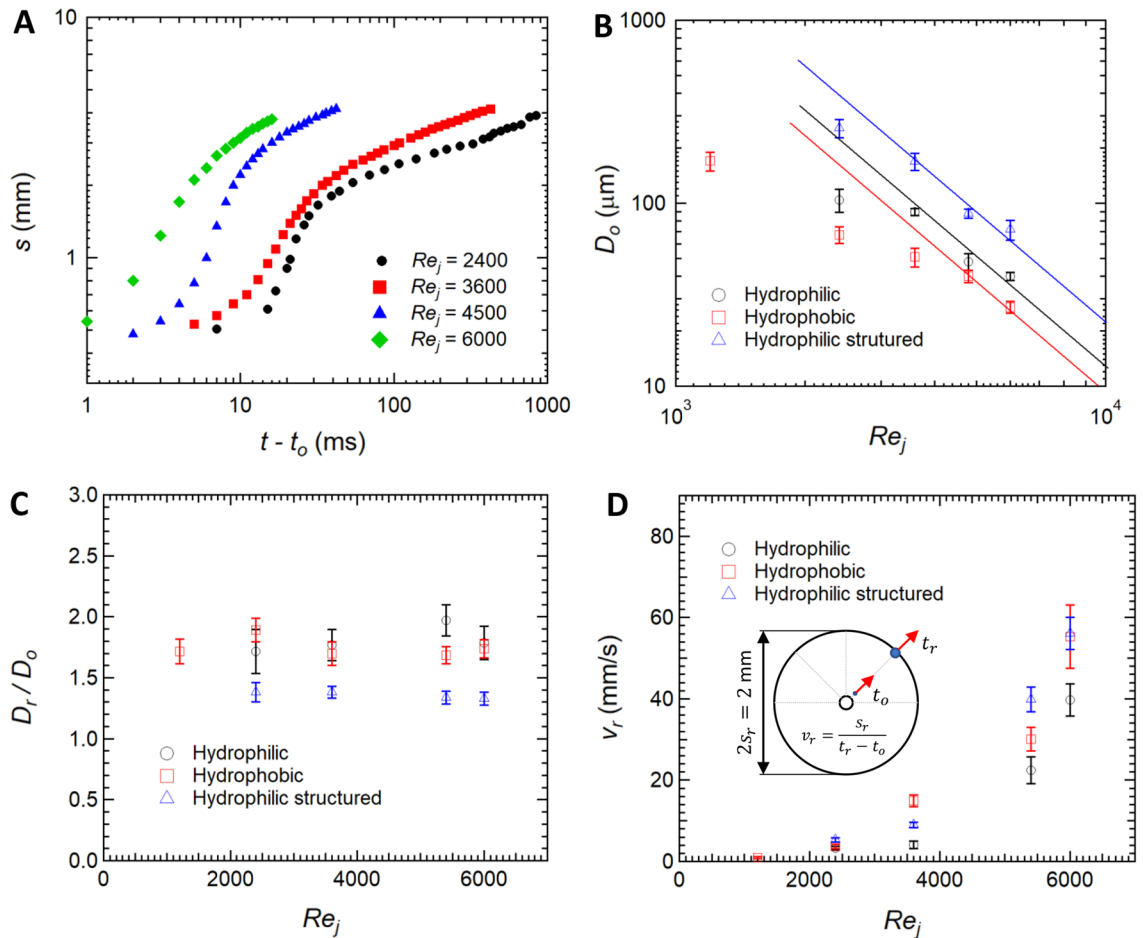 A
s (mm)
1
Re_j = 2400
Re_j = 3600
Re_j = 4500
Re_j = 6000
1 10 100 1000
t - t_o (ms)
B
D_o (µm)
1000
100
10
Hydrophilic
Hydrophobic
Hydrophilic strutured
10^3 10^4
Re_j
C
D_r / D_o
3.0
2.5
2.0
1.5
1.0
0.5
0.0
Hydrophilic
Hydrophobic
Hydrophilic structured
0 2000 4000 6000
Re_j
D
v_r (mm/s)
80
60
40
20
0
Hydrophilic
Hydrophobic
Hydrophilic structured
2s_r = 2 mm
t_r
t_o
v_r = s_r / (t_r − t_o)
0 2000 4000 6000
Re_j